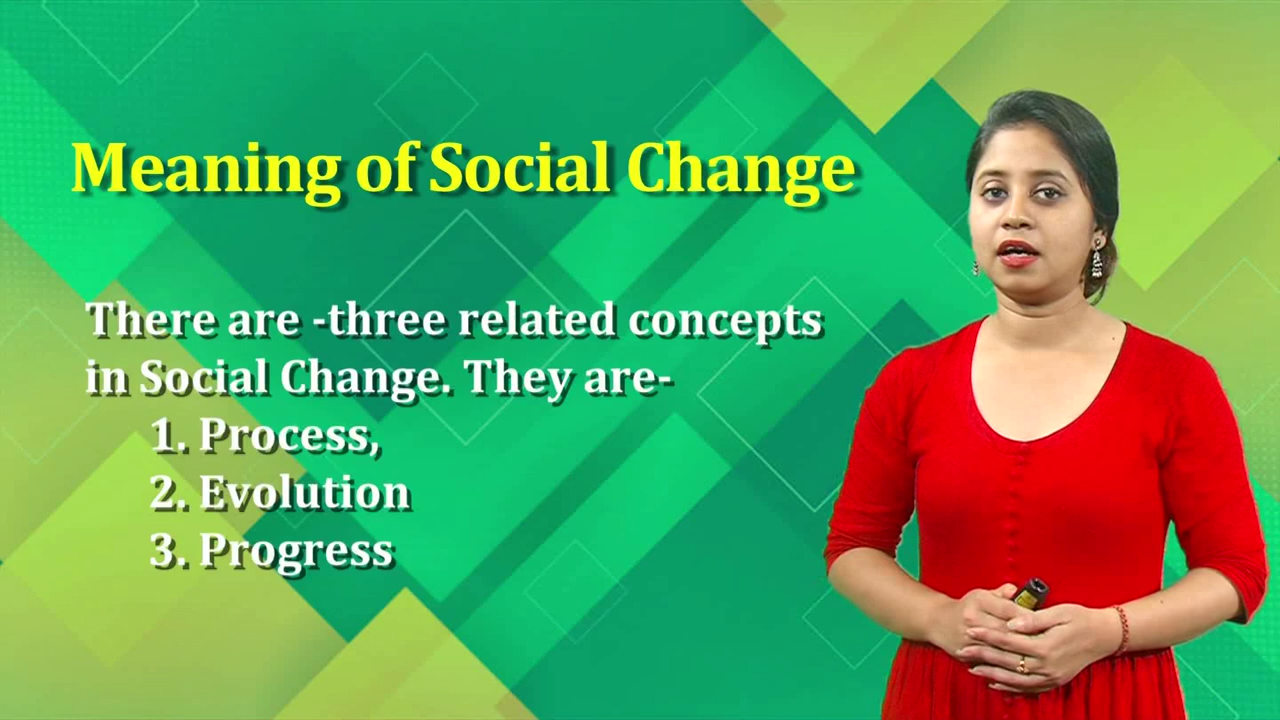 Meaning of Social Change
There are -three related concepts
in Social Change. They are-
1. Process,
2. Evolution
3. Progress